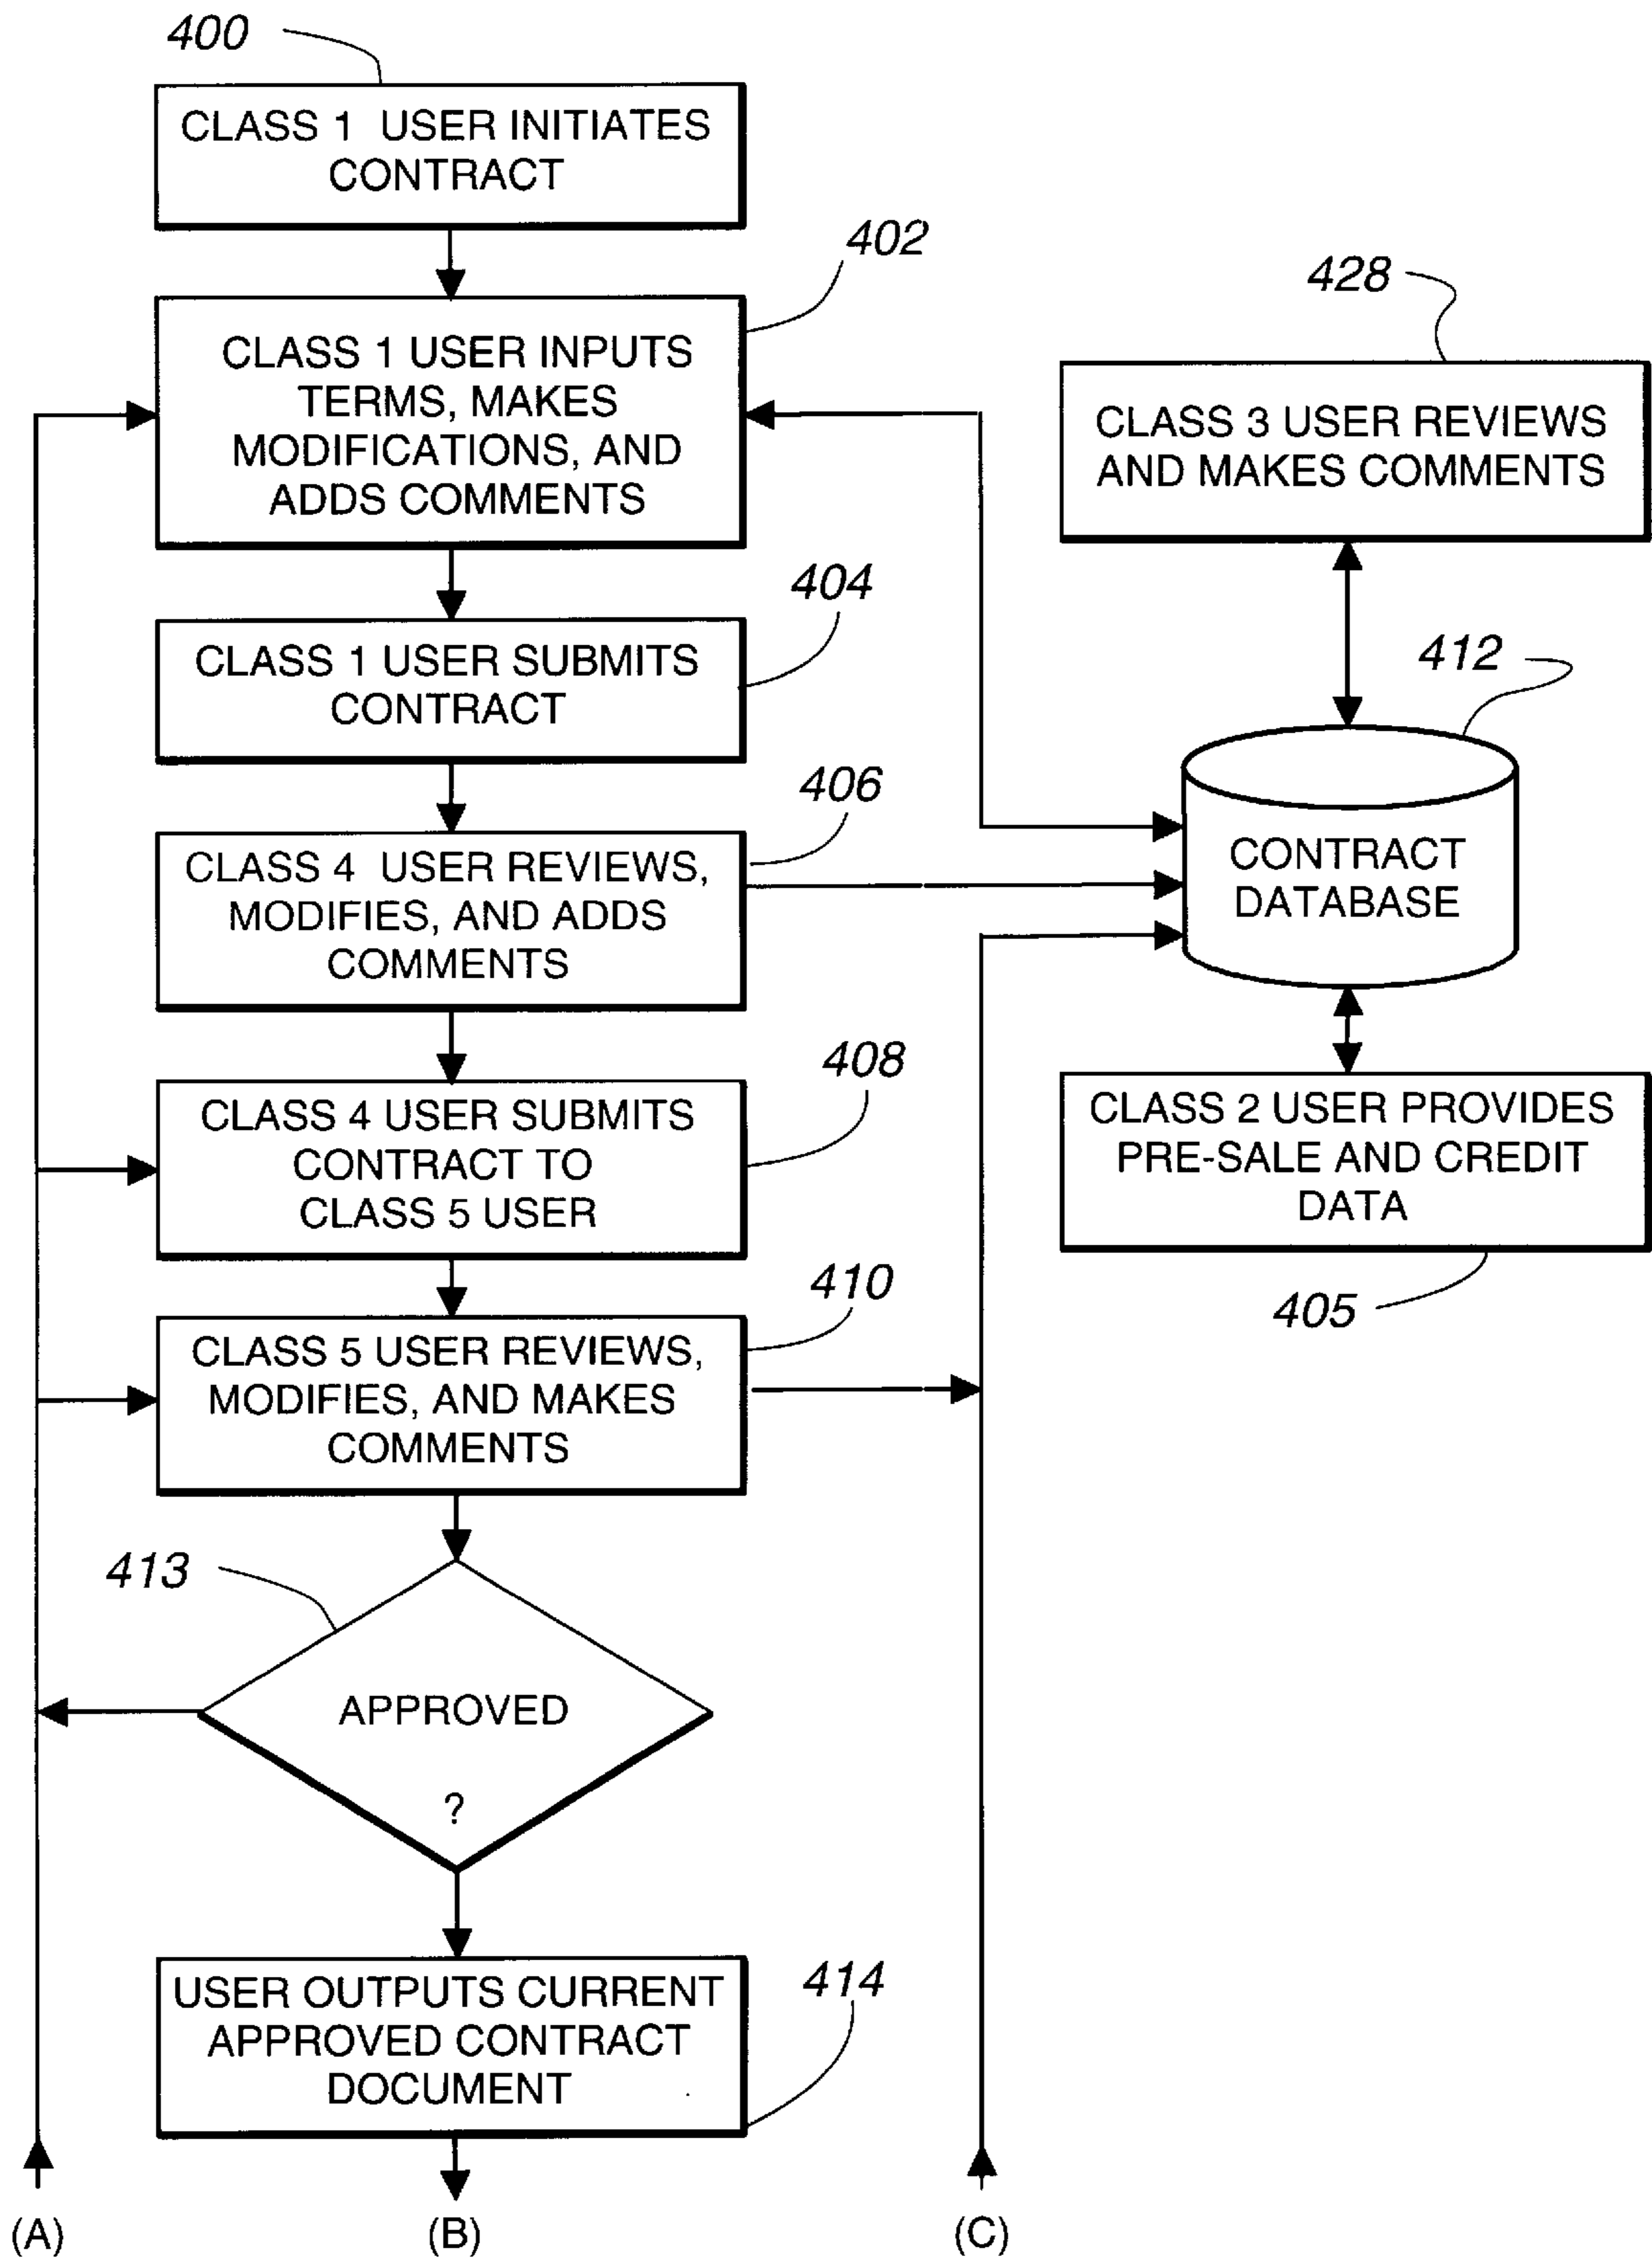 400
CLASS 1 USER INITIATES
CONTRACT
402
CLASS 1 USER INPUTS
TERMS, MAKES
MODIFICATIONS, AND
ADDS COMMENTS
404
CLASS 1 USER SUBMITS
CONTRACT
406
CLASS 4 USER REVIEWS,
MODIFIES, AND ADDS
COMMENTS
408
CLASS 4 USER SUBMITS
CONTRACT TO
CLASS 5 USER
410
CLASS 5 USER REVIEWS,
MODIFIES, AND MAKES
COMMENTS
413
APPROVED
?
414
USER OUTPUTS CURRENT
APPROVED CONTRACT
DOCUMENT
428
CLASS 3 USER REVIEWS
AND MAKES COMMENTS
412
CONTRACT
DATABASE
CLASS 2 USER PROVIDES
PRE-SALE AND CREDIT
DATA
405
(A)
(B)
(C)